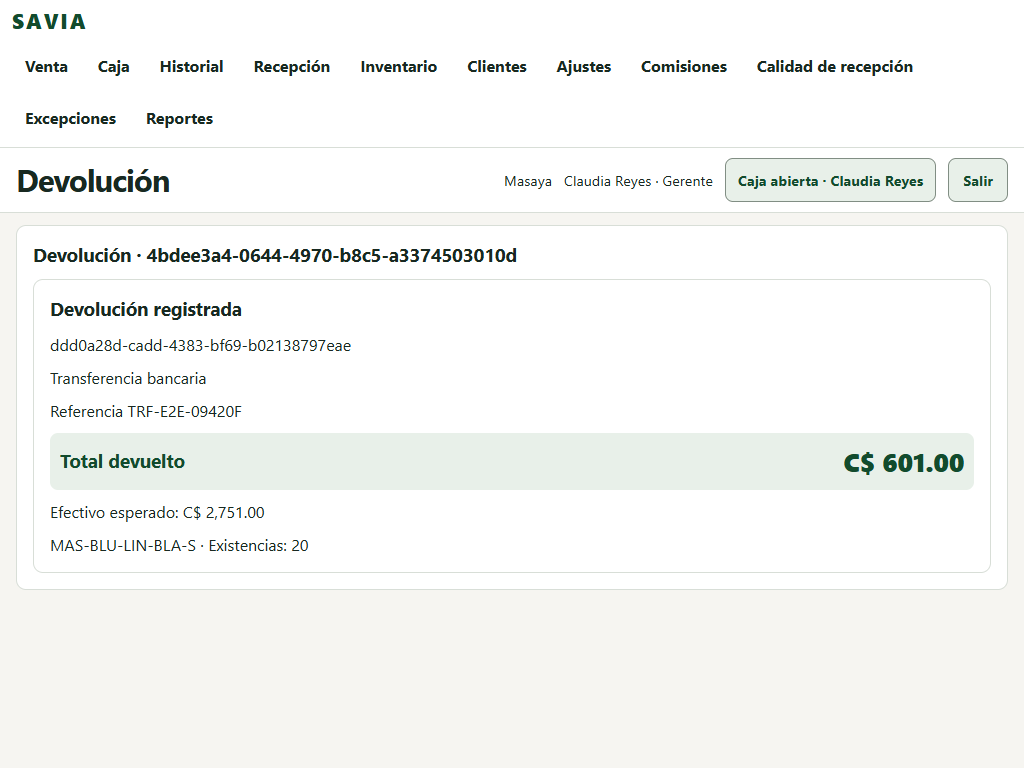 SAVIA
Venta Caja Historial Recepción Inventario Clientes Ajustes Comisiones Calidad de recepción
Excepciones Reportes
Devolución Masaya Claudia Reyes · Gerente Caja abierta · Claudia Reyes Salir
Devolución · 4bdee3a4-0644-4970-b8c5-a3374503010d
Devolución registrada
ddd0a28d-cadd-4383-bf69-b02138797eae
Transferencia bancaria
Referencia TRF-E2E-09420F
Total devuelto C$ 601.00
Efectivo esperado: C$ 2,751.00
MAS-BLU-LIN-BLA-S · Existencias: 20